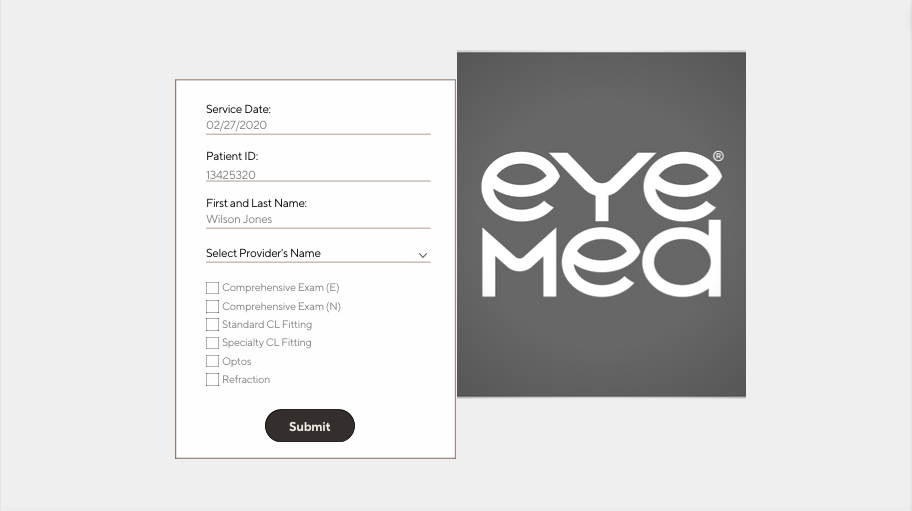 Service Date:
02/27/2020
Patient ID:
13425320
First and Last Name:
Wilson Jones
Select Provider's Name
Comprehensive Exam (E)
Comprehensive Exam (N)
Standard CL Fitting
Specialty CL Fitting
Optos
Refraction
Submit
eye®
Med